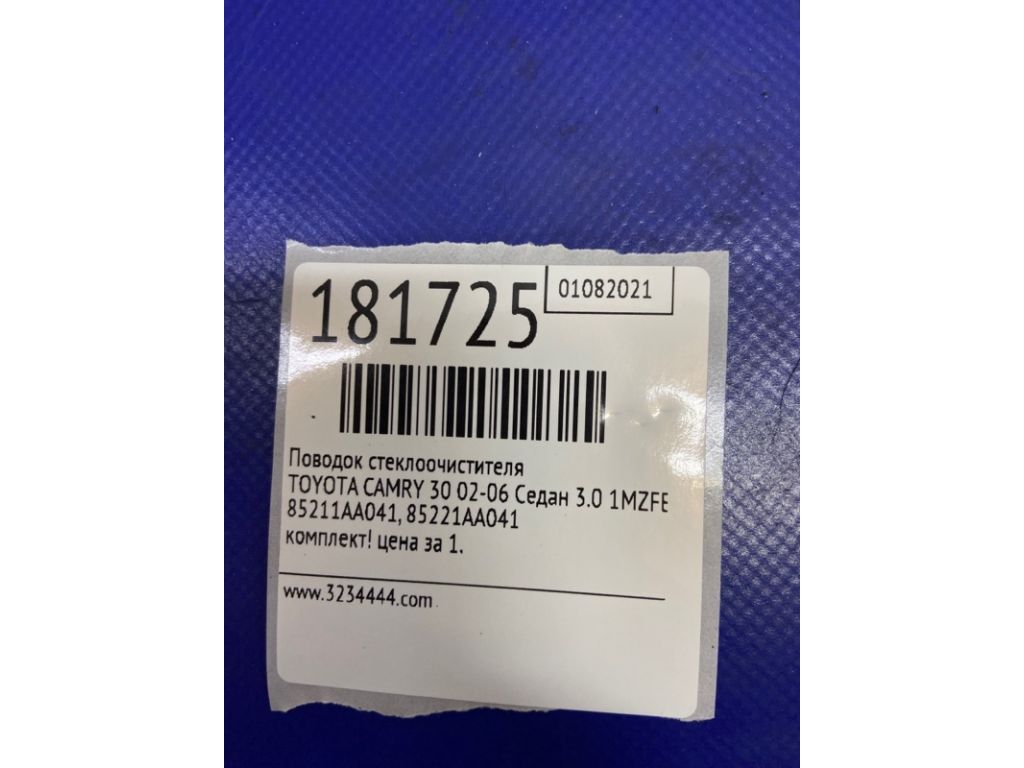 181725
01082021
Поводок стеклоочистителя
TOYOTA CAMRY 30 02-06 Седан 3.0 1MZFE
85211AA041, 85221AA041
комплект! цена за 1.
www.3234444.com